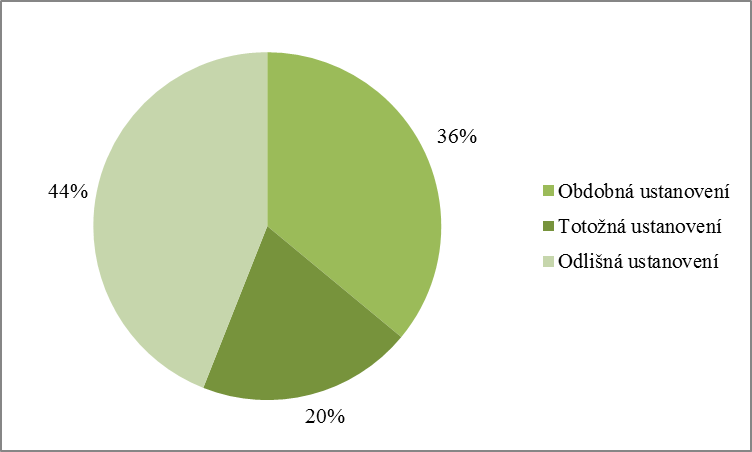 36%
44%
20%
Obdobná ustanovení
Totožná ustanovení
Odlišná ustanovení